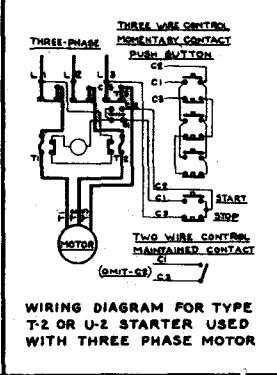 THREE WIRE CONTROL
MOMENTARY CONTACT
PUSH BUTTON
THREE-PHASE
C2
C1
C3
L1
L2
L3
T1
T2
C2
C1
START
C3
STOP
MOTOR
TWO WIRE CONTROL
MAINTAINED CONTACT
C1
(OMIT-C2)
C3
WIRING DIAGRAM FOR TYPE
T-2 OR U-2 STARTER USED
WITH THREE PHASE MOTOR